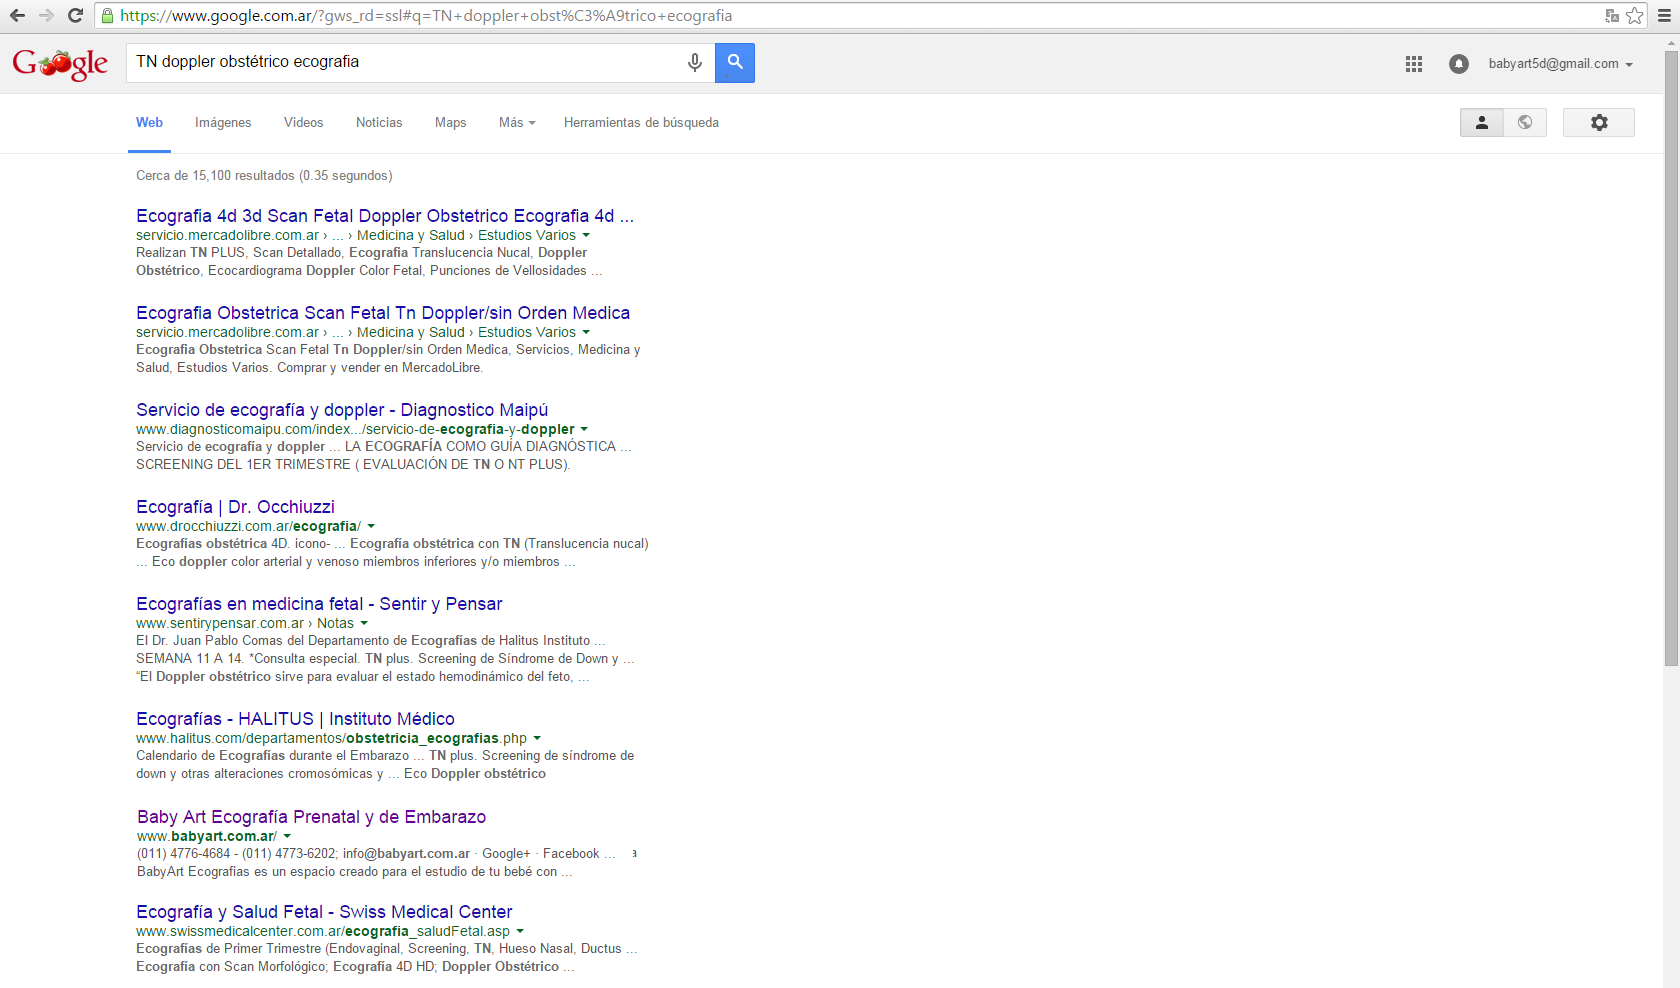 https://www.google.com.ar/?gws_rd=ssl#q=TN+doppler+obst%C3%A9trico+ecografia
Google
TN doppler obstétrico ecografia
babyart5d@gmail.com
Web Imágenes Videos Noticias Maps Más Herramientas de búsqueda
Cerca de 15,100 resultados (0.35 segundos)
Ecografia 4d 3d Scan Fetal Doppler Obstetrico Ecografia 4d ...
servicio.mercadolibre.com.ar › ... › Medicina y Salud › Estudios Varios
Realizan TN PLUS, Scan Detallado, Ecografia Translucencia Nucal, Doppler
Obstétrico, Ecocardiograma Doppler Color Fetal, Punciones de Vellosidades ...
Ecografia Obstetrica Scan Fetal Tn Doppler/sin Orden Medica
servicio.mercadolibre.com.ar › ... › Medicina y Salud › Estudios Varios
Ecografia Obstetrica Scan Fetal Tn Doppler/sin Orden Medica, Servicios, Medicina y
Salud, Estudios Varios. Comprar y vender en MercadoLibre.
Servicio de ecografía y doppler - Diagnostico Maipú
www.diagnosticomaipu.com/index.../servicio-de-ecografia-y-doppler
Servicio de ecografía y doppler ... LA ECOGRAFÍA COMO GUÍA DIAGNÓSTICA ...
SCREENING DEL 1ER TRIMESTRE ( EVALUACIÓN DE TN O NT PLUS).
Ecografía | Dr. Occhiuzzi
www.drocchiuzzi.com.ar/ecografia/
Ecografías obstétrica 4D. icono- ... Ecografía obstétrica con TN (Translucencia nucal)
... Eco doppler color arterial y venoso miembros inferiores y/o miembros ...
Ecografías en medicina fetal - Sentir y Pensar
www.sentirypensar.com.ar › Notas
El Dr. Juan Pablo Comas del Departamento de Ecografías de Halitus Instituto ...
SEMANA 11 A 14. *Consulta especial. TN plus. Screening de Síndrome de Down y ...
“El Doppler obstétrico sirve para evaluar el estado hemodinámico del feto, ...
Ecografías - HALITUS | Instituto Médico
www.halitus.com/departamentos/obstetricia_ecografias.php
Calendario de Ecografías durante el Embarazo ... TN plus. Screening de síndrome de
down y otras alteraciones cromosómicas y ... Eco Doppler obstétrico
Baby Art Ecografía Prenatal y de Embarazo
www.babyart.com.ar/
(011) 4776-4684 - (011) 4773-6202; info@babyart.com.ar · Google+ · Facebook ... a
BabyArt Ecografias es un espacio creado para el estudio de tu bebé con ...
Ecografía y Salud Fetal - Swiss Medical Center
www.swissmedicalcenter.com.ar/ecografia_saludFetal.asp
Ecografías de Primer Trimestre (Endovaginal, Screening, TN, Hueso Nasal, Ductus ...
Ecografía con Scan Morfológico; Ecografía 4D HD; Doppler Obstétrico ...